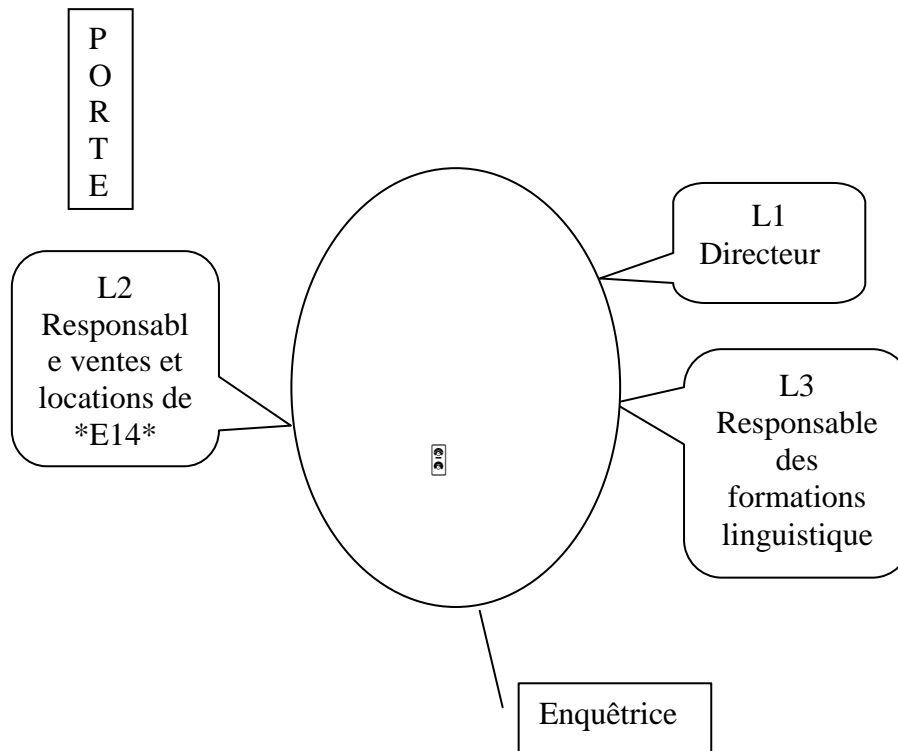 P
O
R
T
E
L1
Directeur
L2
Responsabl
e ventes et
locations de
*E14*
L3
Responsable
des
formations
linguistique
Enquêtrice